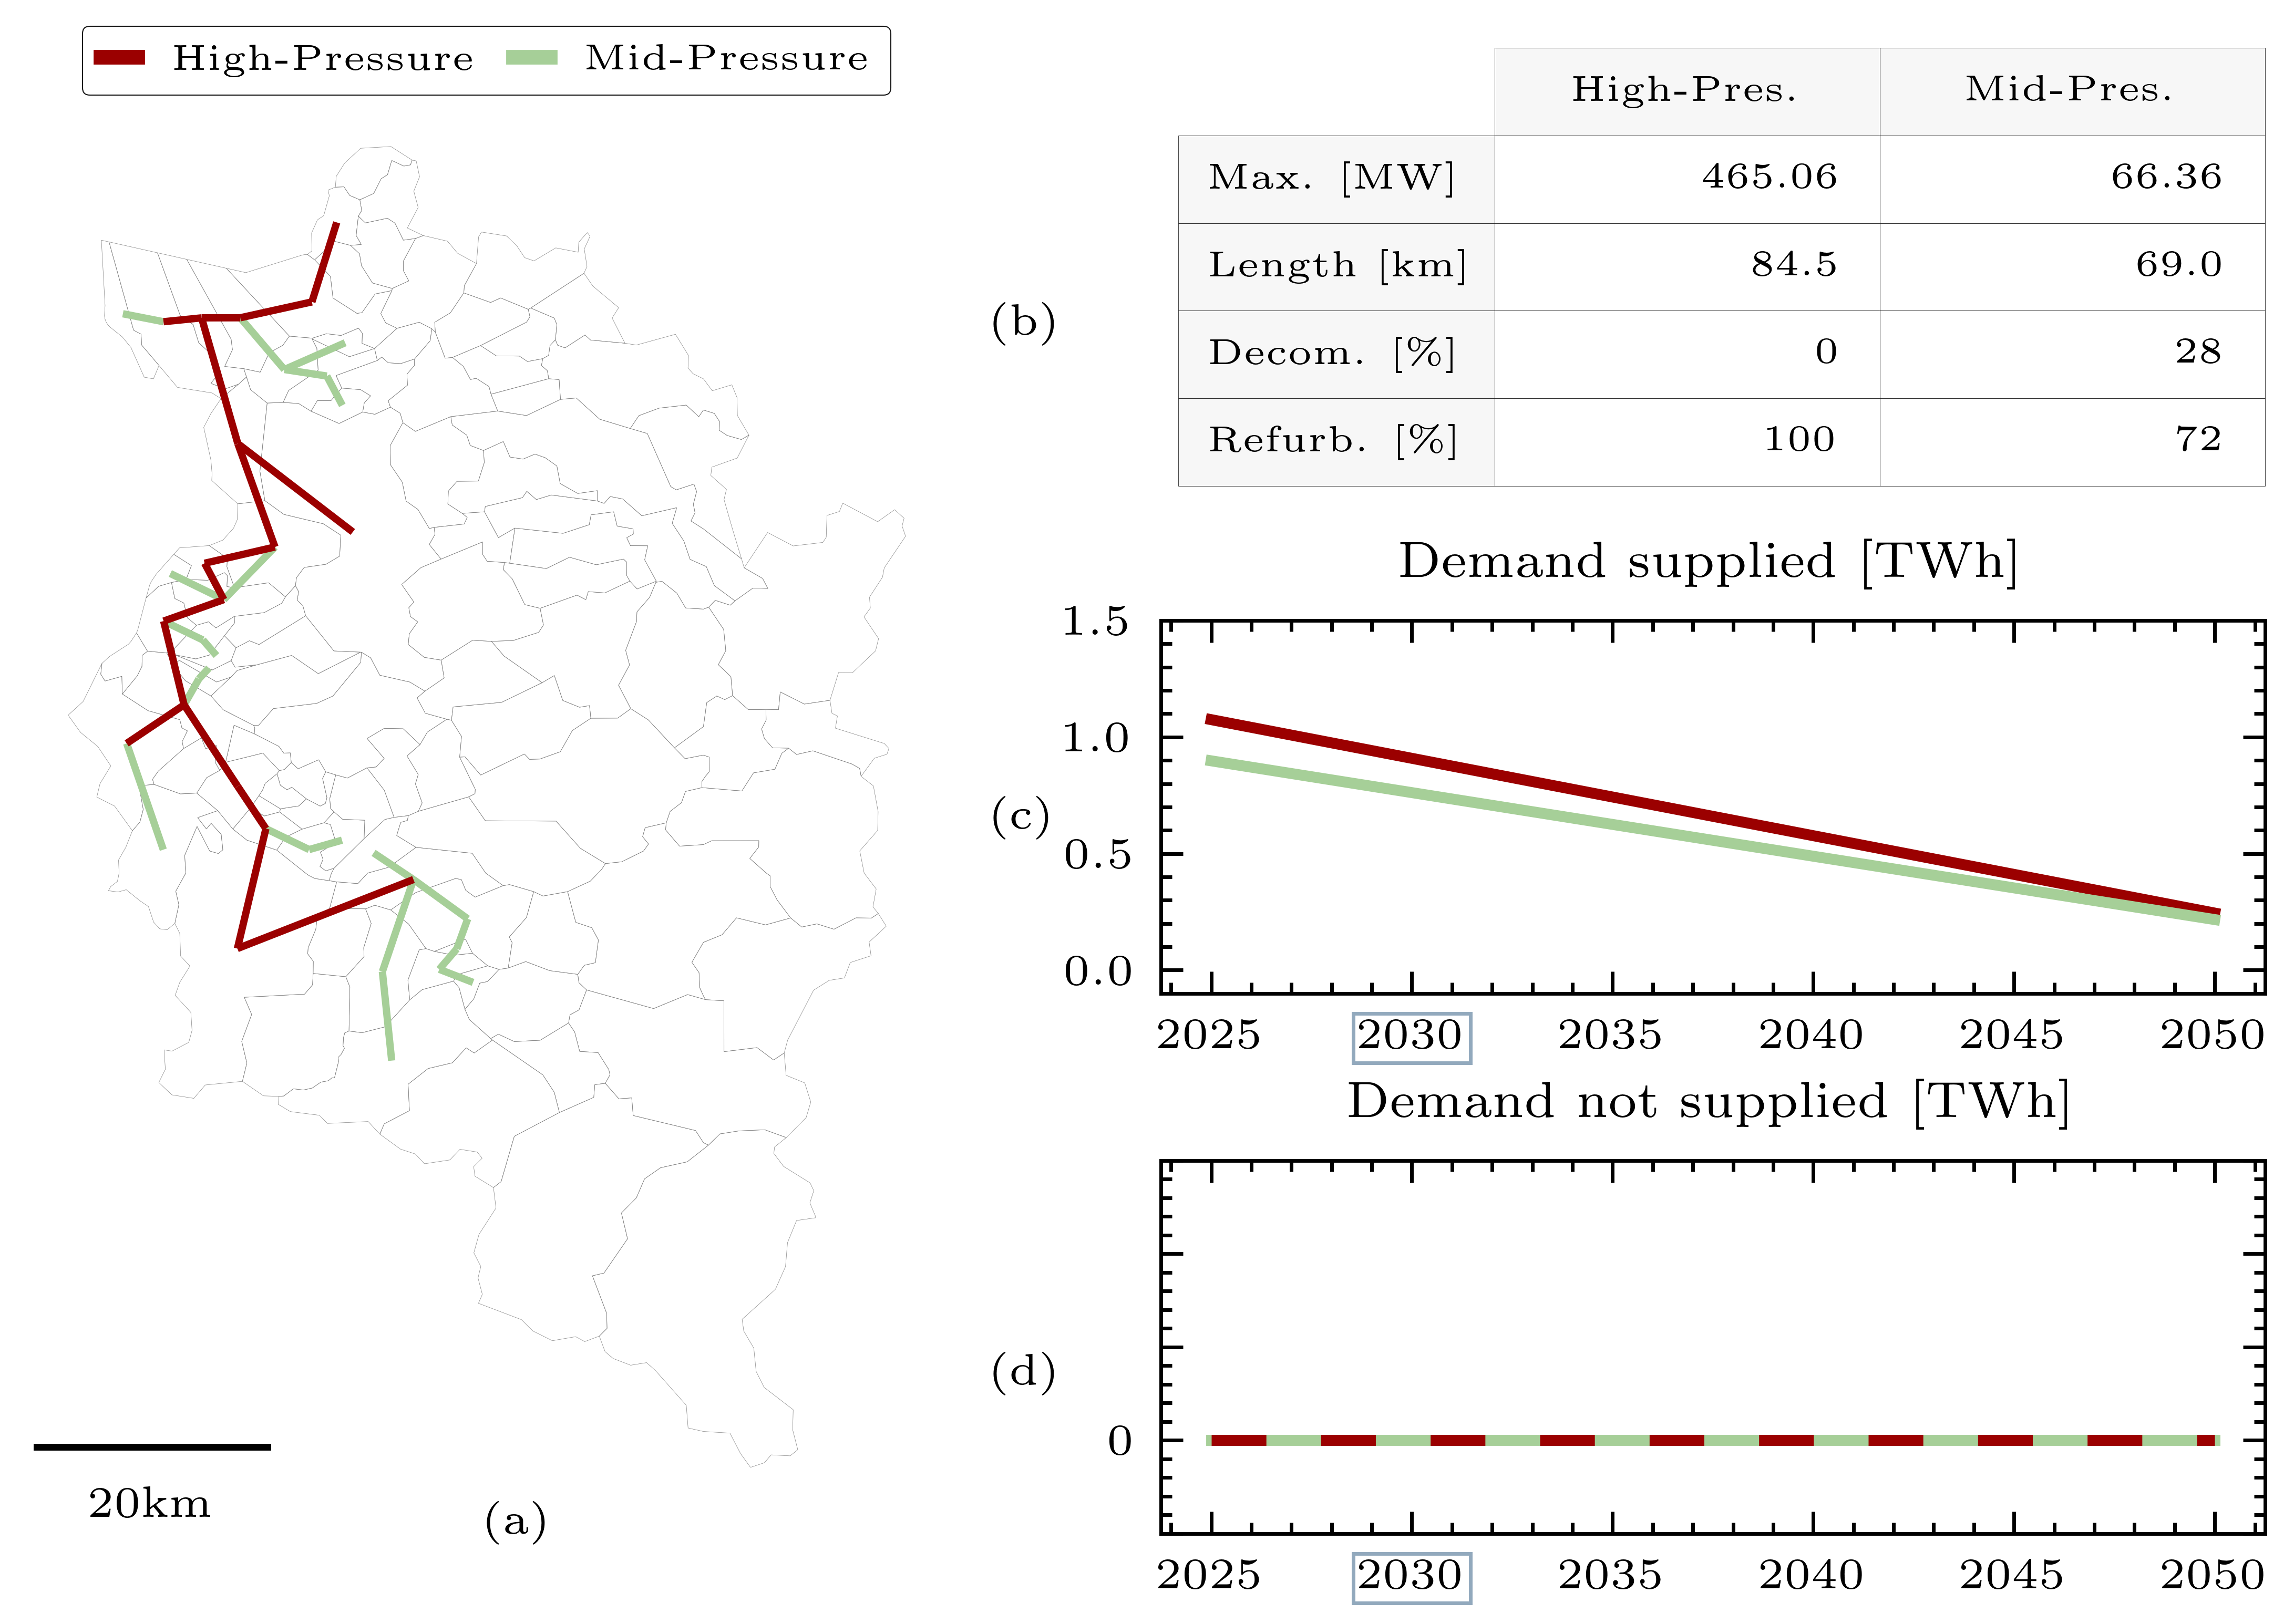 High-Pressure Mid-Pressure
High-Pres. Mid-Pres.
Max. [MW] 465.06 66.36
Length [km] 84.5 69.0
Decom. [%] 0 28
Refurb. [%] 100 72
(b)
Demand supplied [TWh]
1.5
1.0
0.5
0.0
(c)
2025 2030 2035 2040 2045 2050
Demand not supplied [TWh]
(d)
0
2025 2030 2035 2040 2045 2050
20km
(a)